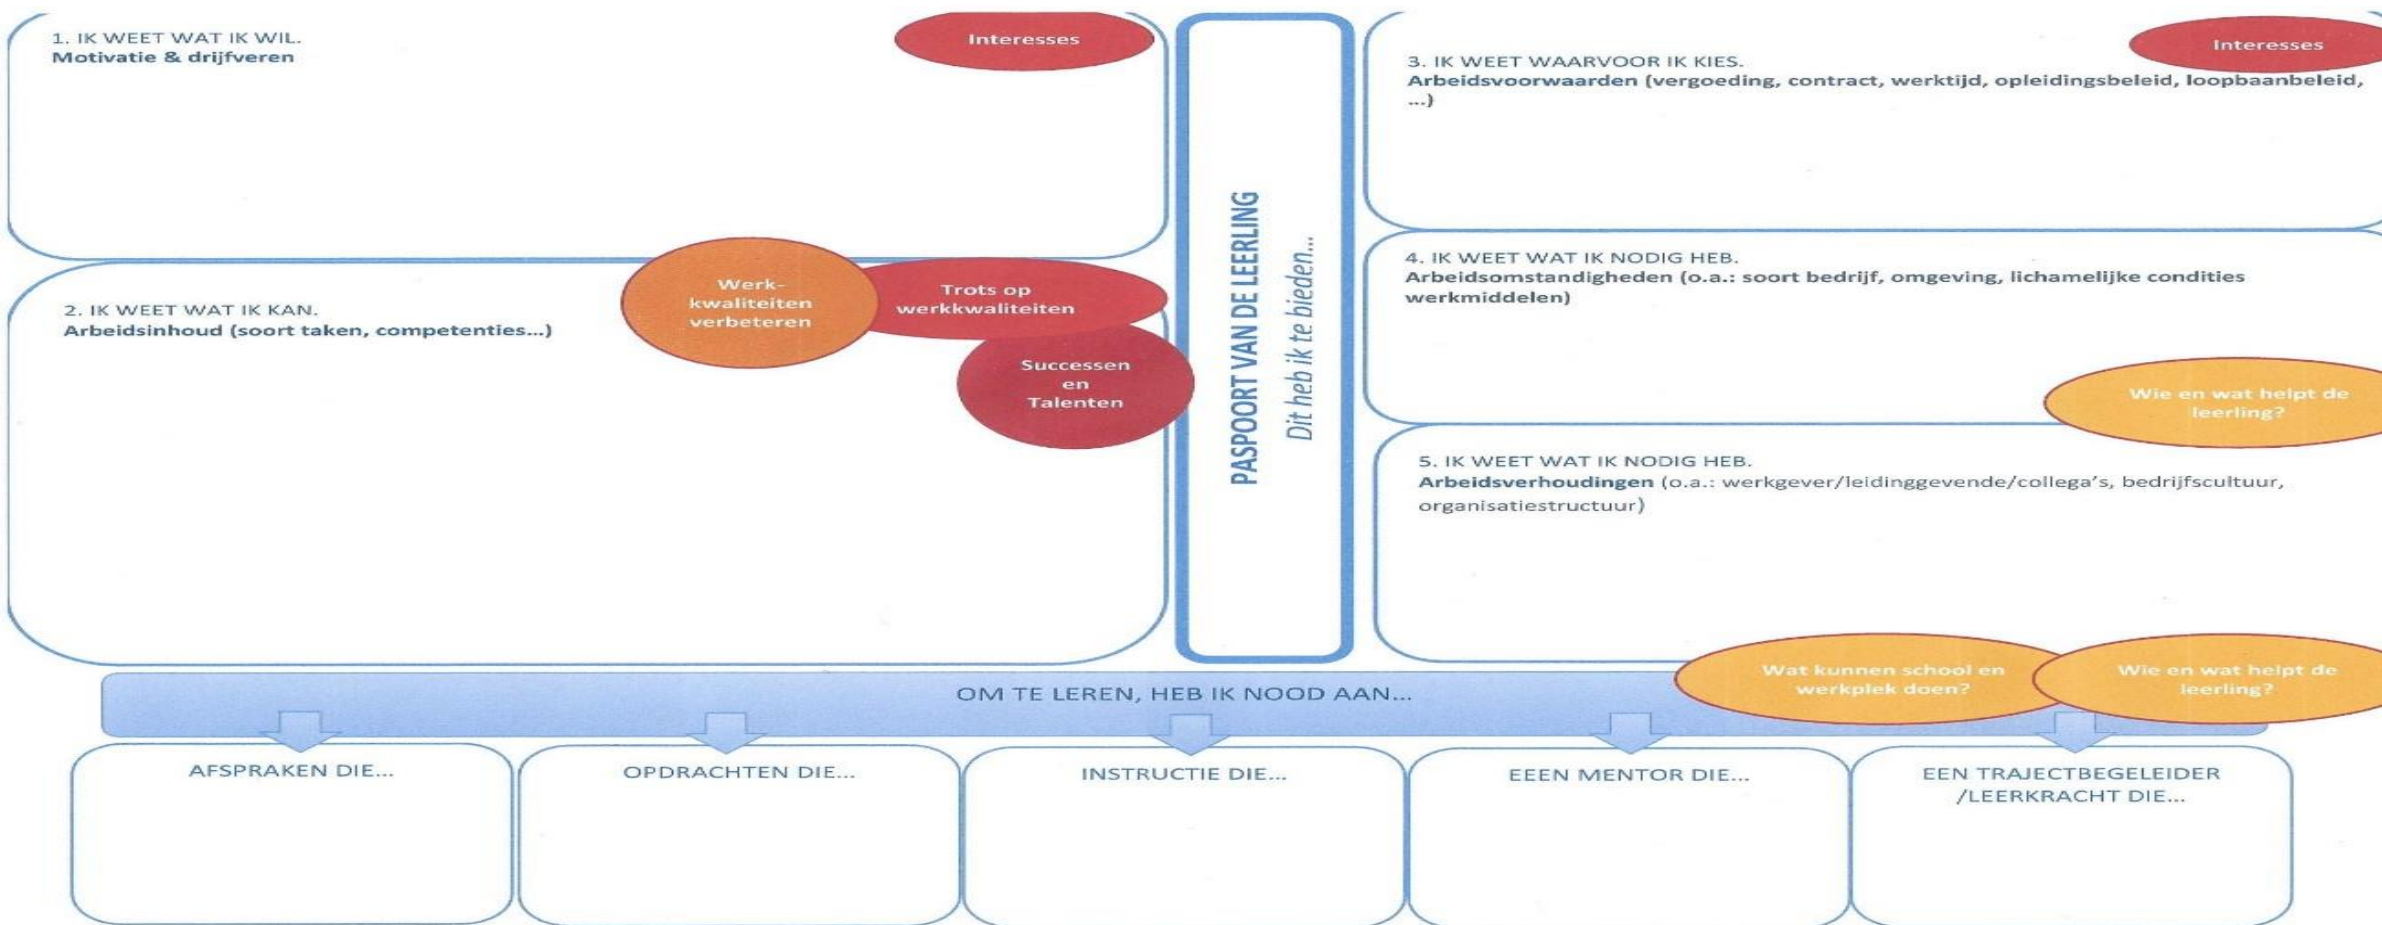 1. IK WEET WAT IK WIL.
Motivatie & drijfveren
Interesses
2. IK WEET WAT IK KAN.
Arbeidsinhoud (soort taken, competenties...)
Werk-
kwaliteiten
verbeteren
Trots op
werkkwaliteiten
Successen
en
Talenten
PASPOORT VAN DE LEERLING
Dit heb ik te bieden...
3. IK WEET WAARVOOR IK KIES.
Interesses
Arbeidsvoorwaarden (vergoeding, contract, werktijd, opleidingsbeleid, loopbaanbeleid,
...)
4. IK WEET WAT IK NODIG HEB.
Arbeidsomstandigheden (o.a.: soort bedrijf, omgeving, lichamelijke condities
werkmiddelen)
Wie en wat helpt de
leerling?
5. IK WEET WAT IK NODIG HEB.
Arbeidsverhoudingen (o.a.: werkgever/leidinggevende/collega's, bedrijfscultuur,
organisatiestructuur)
Wat kunnen school en
werkplek doen?
Wie en wat helpt de
leerling?
OM TE LEREN, HEB IK NOOD AAN...
AFSPRAKEN DIE...
OPDRACHTEN DIE...
INSTRUCTIE DIE...
EEEN MENTOR DIE...
EEN TRAJECTBEGELEIDER
/LEERKRACHT DIE...